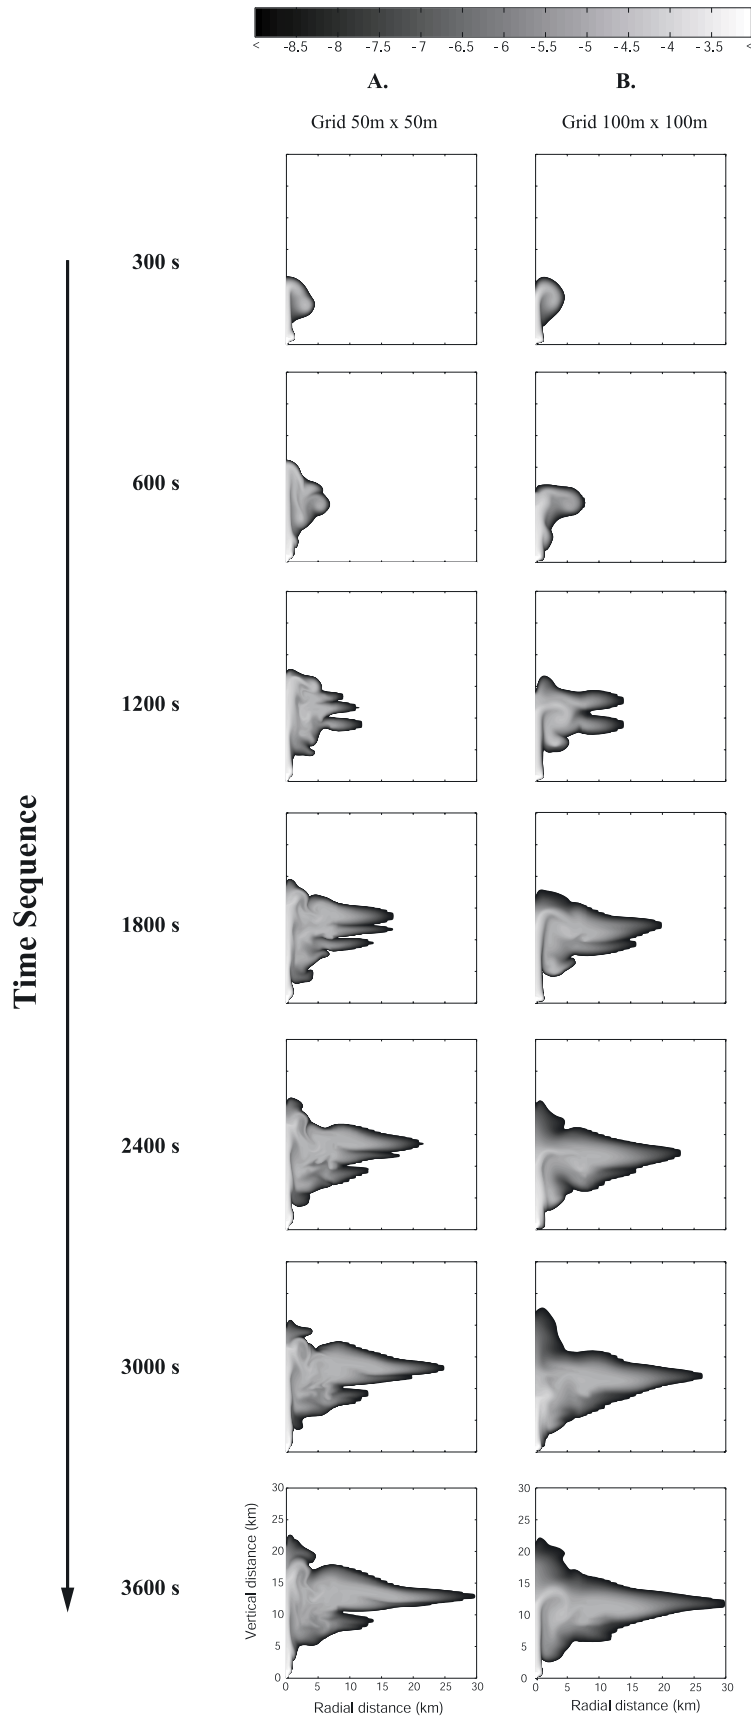 < -8.5 -8 -7.5 -7 -6.5 -6 -5.5 -5 -4.5 -4 -3.5 <
A. B.
Grid 50m x 50m Grid 100m x 100m
300 s
600 s
1200 s
1800 s
2400 s
3000 s
3600 s
Time Sequence
30
25
20
15
10
5
0
Vertical distance (km)
0 5 10 15 20 25 30
Radial distance (km)
30
25
20
15
10
5
0
0 5 10 15 20 25 30
Radial distance (km)